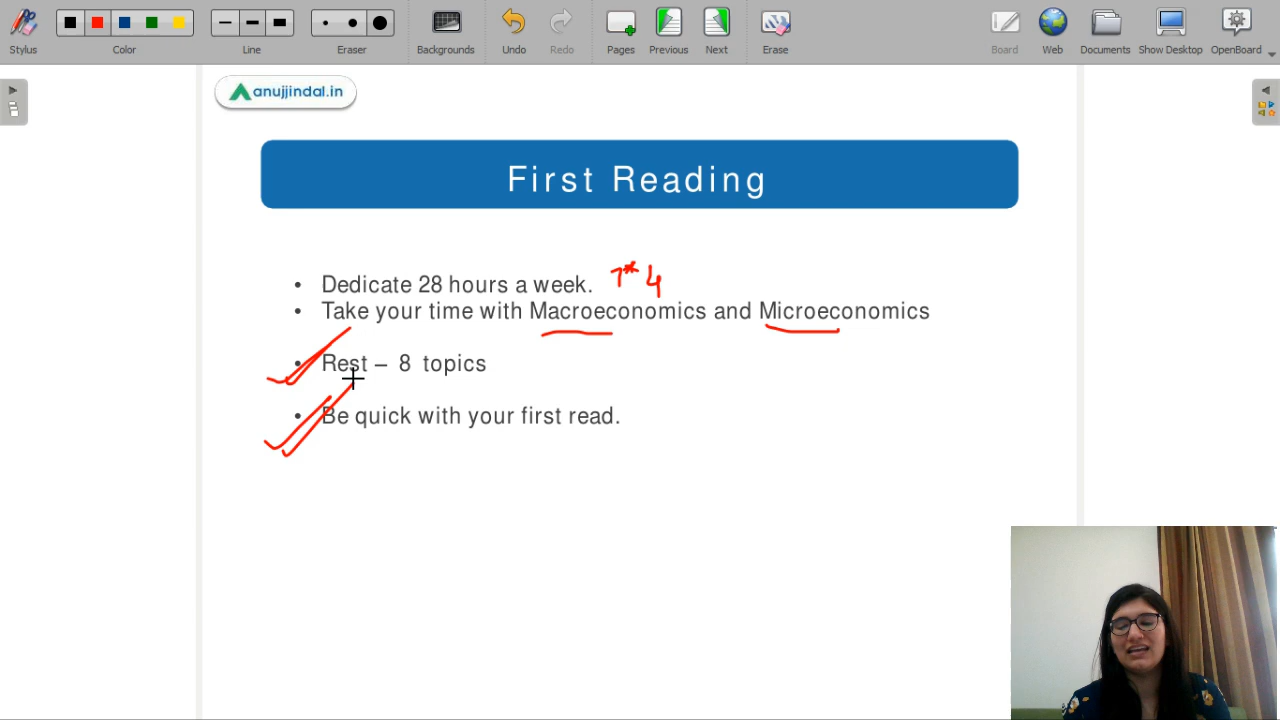 Stylus
Color
Line
Eraser
Backgrounds
Undo
Redo
Pages
Previous
Next
Erase
Board
Web
Documents
Show Desktop
OpenBoard
anujjindal.in
First Reading
• Dedicate 28 hours a week. 7*4
• Take your time with Macroeconomics and Microeconomics
• Rest – 8 topics
• Be quick with your first read.